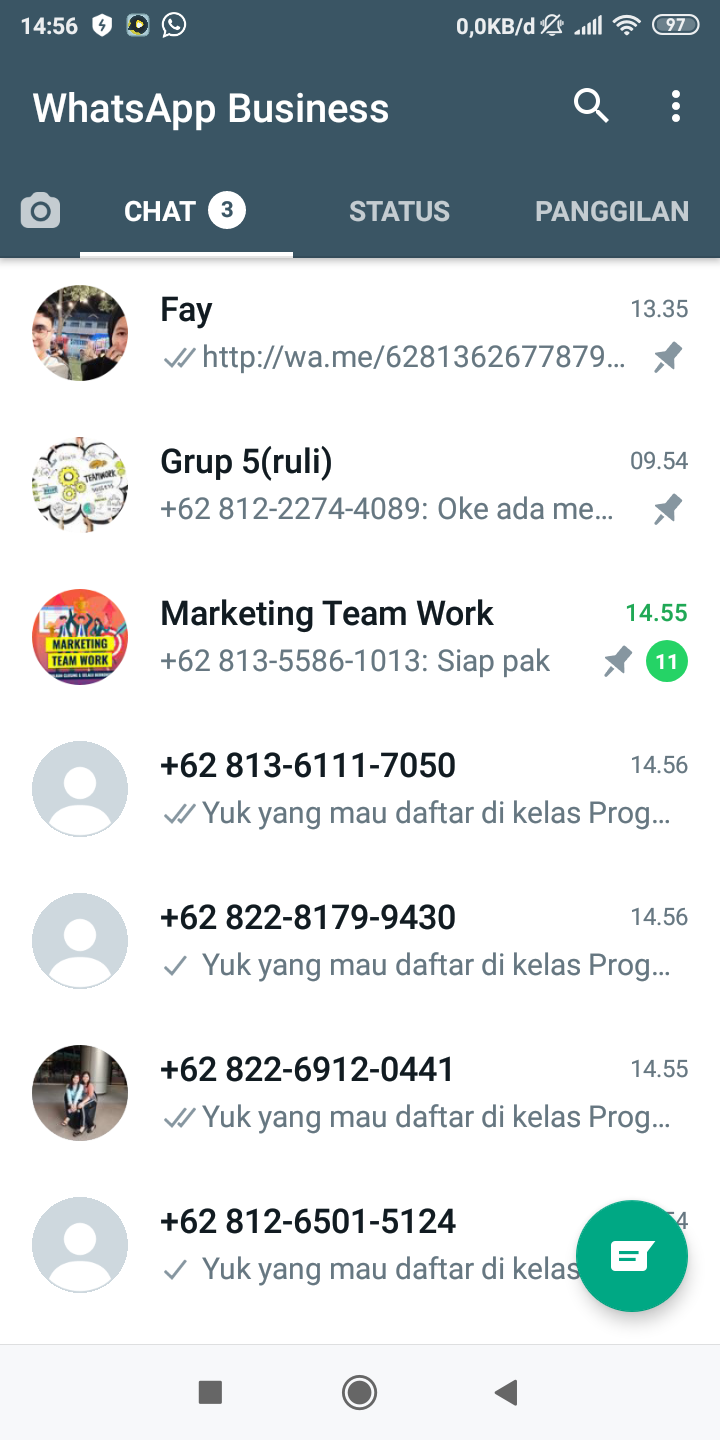 14:56
0,0KB/d
97
WhatsApp Business
CHAT 3
STATUS
PANGGILAN
Fay
13.35
http://wa.me/6281362677879...
Grup 5(ruli)
09.54
+62 812-2274-4089: Oke ada me...
TEAMWORK
Marketing Team Work
14.55
MARKETING
TEAM WORK
+62 813-5586-1013: Siap pak
11
+62 813-6111-7050
14.56
Yuk yang mau daftar di kelas Prog...
+62 822-8179-9430
14.56
Yuk yang mau daftar di kelas Prog...
+62 822-6912-0441
14.55
Yuk yang mau daftar di kelas Prog...
+62 812-6501-5124
Yuk yang mau daftar di kelas